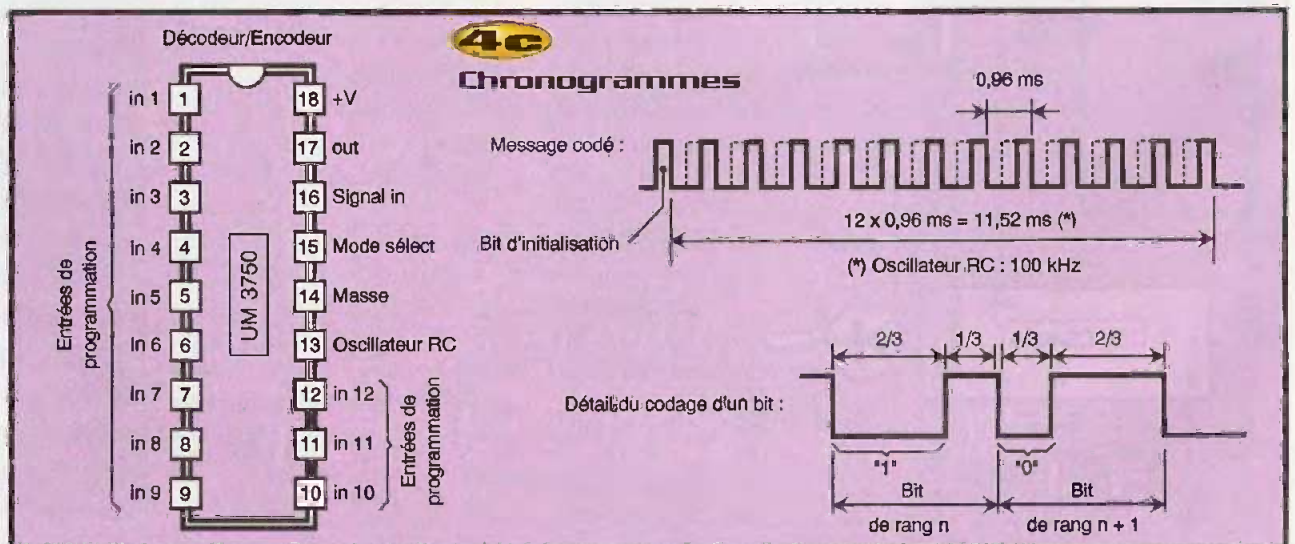 Décodeur/Encodeur
in 1 1 18 +V
in 2 2 17 out
in 3 3 16 Signal in
in 4 4 15 Mode sélect
in 5 5 14 Masse
in 6 6 13 Oscillateur RC
in 7 7 12 in 12
in 8 8 11 in 11
in 9 9 10 in 10
UM 3750
Entrées de
programmation
Entrées de
programmation
4c
Chronogrammes
0,96 ms
Message codé :
Bit d'initialisation
12 x 0,96 ms = 11,52 ms (*)
(*) Oscillateur RC : 100 kHz
2/3 1/3 1/3 2/3
Détail du codage d'un bit :
"1" "0"
Bit Bit
de rang n de rang n + 1